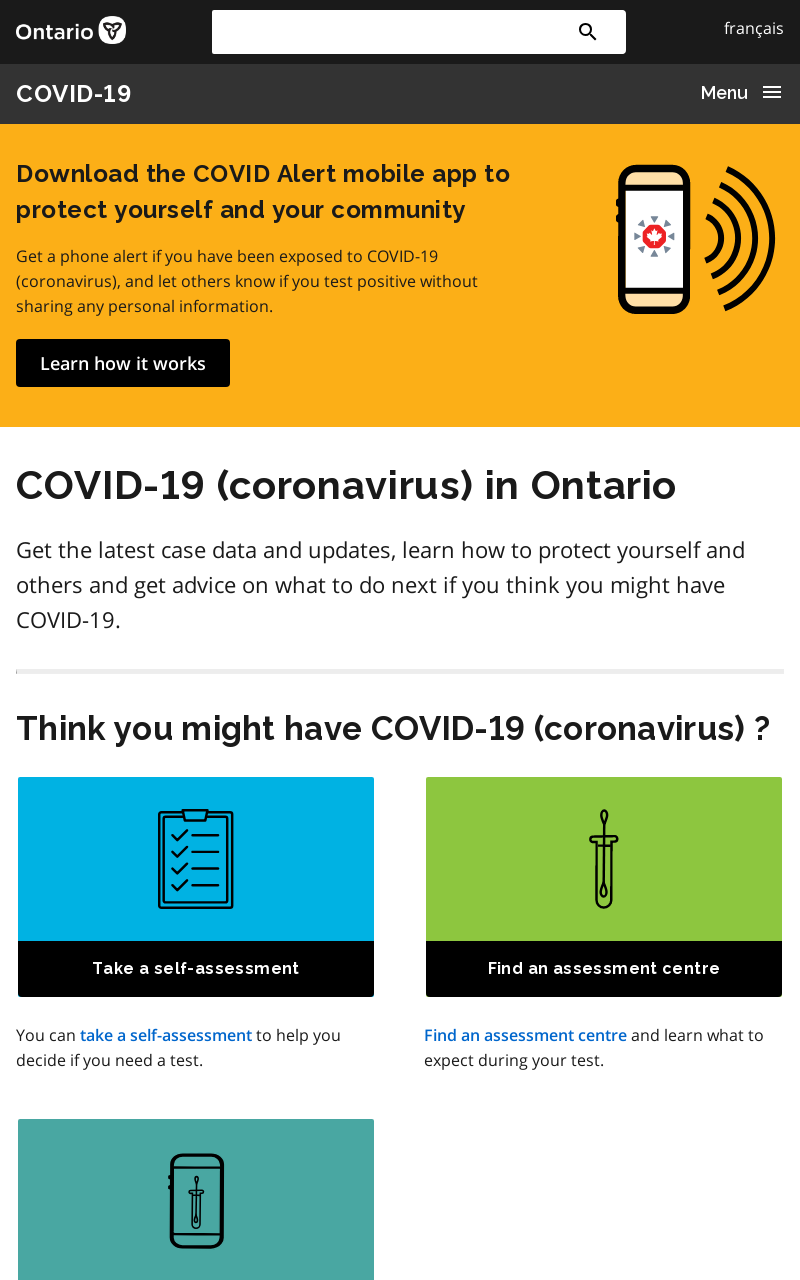 Ontario
français
COVID-19
Menu
Download the COVID Alert mobile app to
protect yourself and your community
Get a phone alert if you have been exposed to COVID-19
(coronavirus), and let others know if you test positive without
sharing any personal information.
Learn how it works
COVID-19 (coronavirus) in Ontario
Get the latest case data and updates, learn how to protect yourself and
others and get advice on what to do next if you think you might have
COVID-19.
Think you might have COVID-19 (coronavirus) ?
Take a self-assessment
Find an assessment centre
You can take a self-assessment to help you
decide if you need a test.
Find an assessment centre and learn what to
expect during your test.